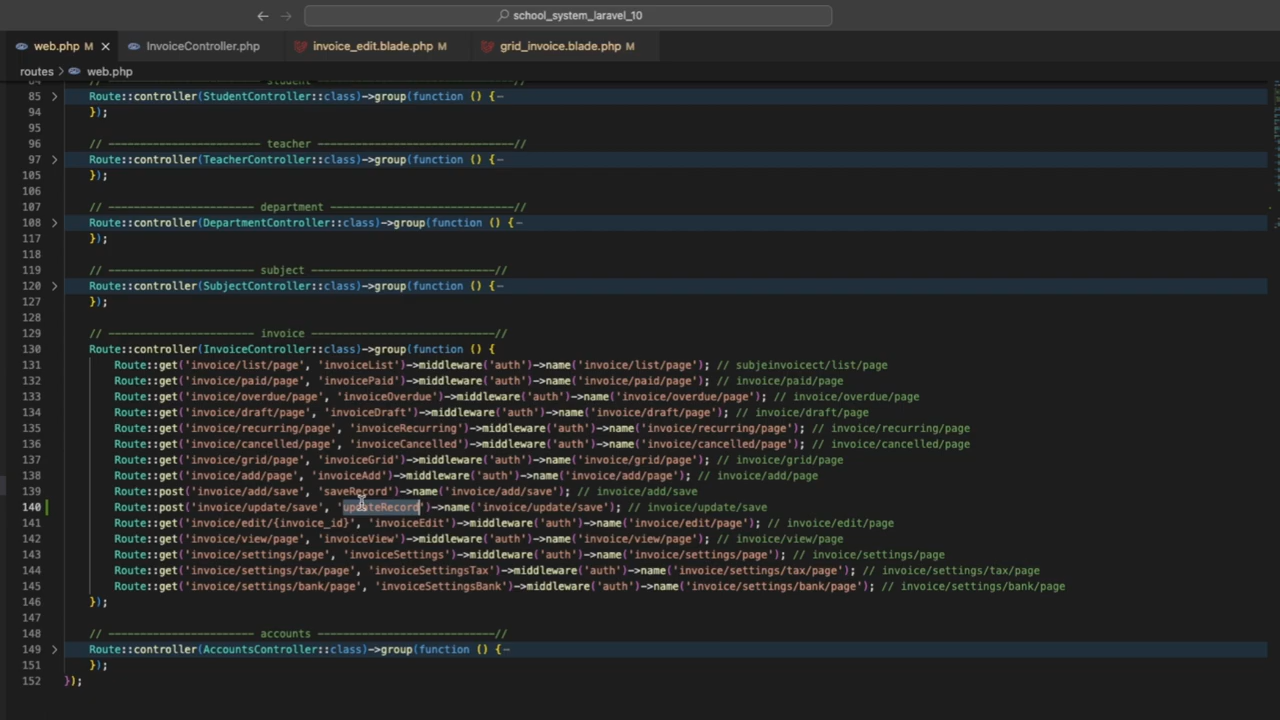 school_system_laravel_10
web.php M InvoiceController.php invoice_edit.blade.php M grid_invoice.blade.php M
routes > web.php
84 // ------------------------ student -----------------------------//
85 Route::controller(StudentController::class)->group(function () {
94 });
95
96 // ------------------------ teacher -----------------------------//
97 Route::controller(TeacherController::class)->group(function () {
105 });
106
107 // ------------------------ department -----------------------------//
108 Route::controller(DepartmentController::class)->group(function () {
117 });
118
119 // ------------------------ subject -----------------------------//
120 Route::controller(SubjectController::class)->group(function () {
127 });
128
129 // ------------------------ invoice -----------------------------//
130 Route::controller(InvoiceController::class)->group(function () {
131 Route::get('invoice/list/page', 'invoiceList')->middleware('auth')->name('invoice/list/page'); // subjeinvoicect/list/page
132 Route::get('invoice/paid/page', 'invoicePaid')->middleware('auth')->name('invoice/paid/page'); // invoice/paid/page
133 Route::get('invoice/overdue/page', 'invoiceOverdue')->middleware('auth')->name('invoice/overdue/page'); // invoice/overdue/page
134 Route::get('invoice/draft/page', 'invoiceDraft')->middleware('auth')->name('invoice/draft/page'); // invoice/draft/page
135 Route::get('invoice/recurring/page', 'invoiceRecurring')->middleware('auth')->name('invoice/recurring/page'); // invoice/recurring/page
136 Route::get('invoice/cancelled/page', 'invoiceCancelled')->middleware('auth')->name('invoice/cancelled/page'); // invoice/cancelled/page
137 Route::get('invoice/grid/page', 'invoiceGrid')->middleware('auth')->name('invoice/grid/page'); // invoice/grid/page
138 Route::get('invoice/add/page', 'invoiceAdd')->middleware('auth')->name('invoice/add/page'); // invoice/add/page
139 Route::post('invoice/add/save', 'saveRecord')->name('invoice/add/save'); // invoice/add/save
140 Route::post('invoice/update/save', 'updateRecord')->name('invoice/update/save'); // invoice/update/save
141 Route::get('invoice/edit/{invoice_id}', 'invoiceEdit')->middleware('auth')->name('invoice/edit/page'); // invoice/edit/page
142 Route::get('invoice/view/page', 'invoiceView')->middleware('auth')->name('invoice/view/page'); // invoice/view/page
143 Route::get('invoice/settings/page', 'invoiceSettings')->middleware('auth')->name('invoice/settings/page'); // invoice/settings/page
144 Route::get('invoice/settings/tax/page', 'invoiceSettingsTax')->middleware('auth')->name('invoice/settings/tax/page'); // invoice/settings/tax/page
145 Route::get('invoice/settings/bank/page', 'invoiceSettingsBank')->middleware('auth')->name('invoice/settings/bank/page'); // invoice/settings/bank/page
146 });
147
148 // ------------------------ accounts -----------------------------//
149 Route::controller(AccountsController::class)->group(function () {
151 });
152 });